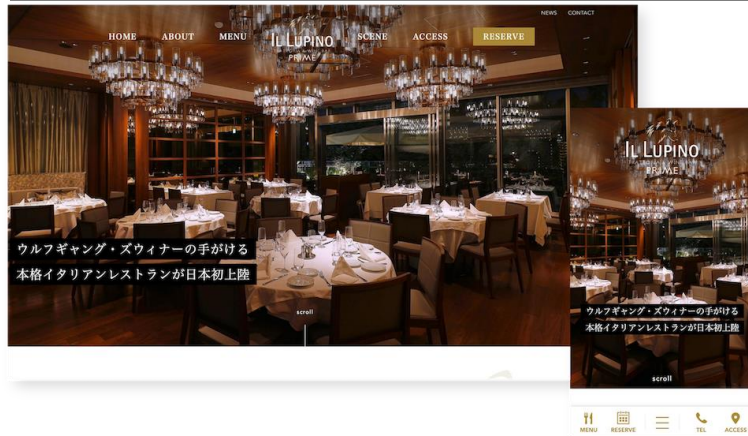 NEWS CONTACT
HOME ABOUT MENU IL LUPINO PRIME SCENE ACCESS RESERVE
ウルフギャング・ズウィナーの手がける
本格イタリアンレストランが日本初上陸
scroll
IL LUPINO
PRIME
ウルフギャング・ズウィナーの手がける
本格イタリアンレストランが日本初上陸
scroll
MENU RESERVE TEL ACCESS